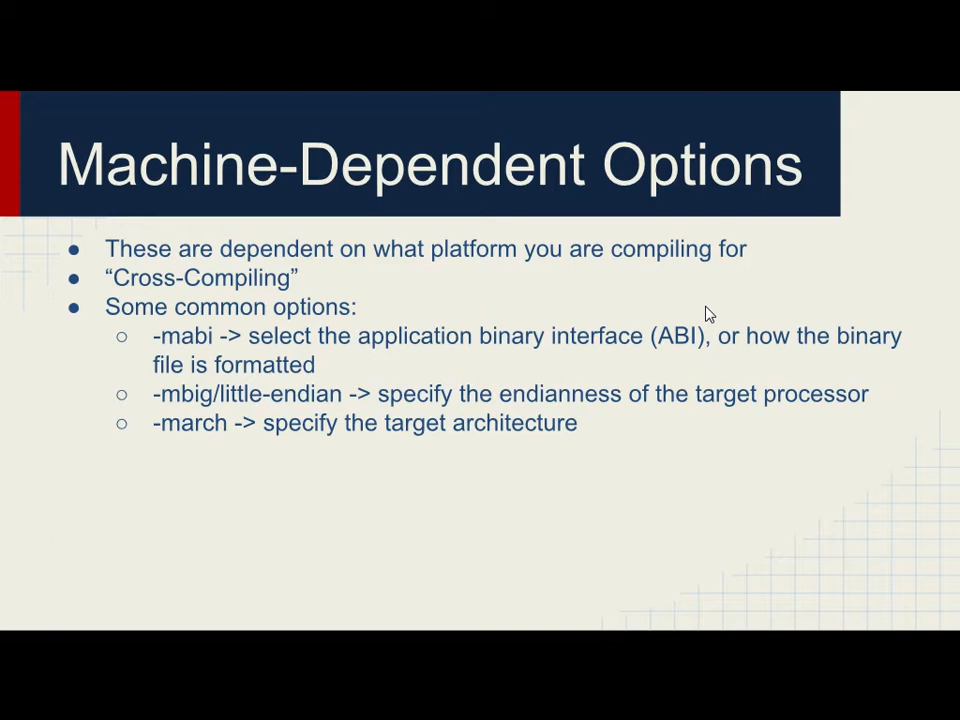 Machine-Dependent Options
● These are dependent on what platform you are compiling for
● “Cross-Compiling”
● Some common options:
○ -mabi -> select the application binary interface (ABI), or how the binary
file is formatted
○ -mbig/little-endian -> specify the endianness of the target processor
○ -march -> specify the target architecture